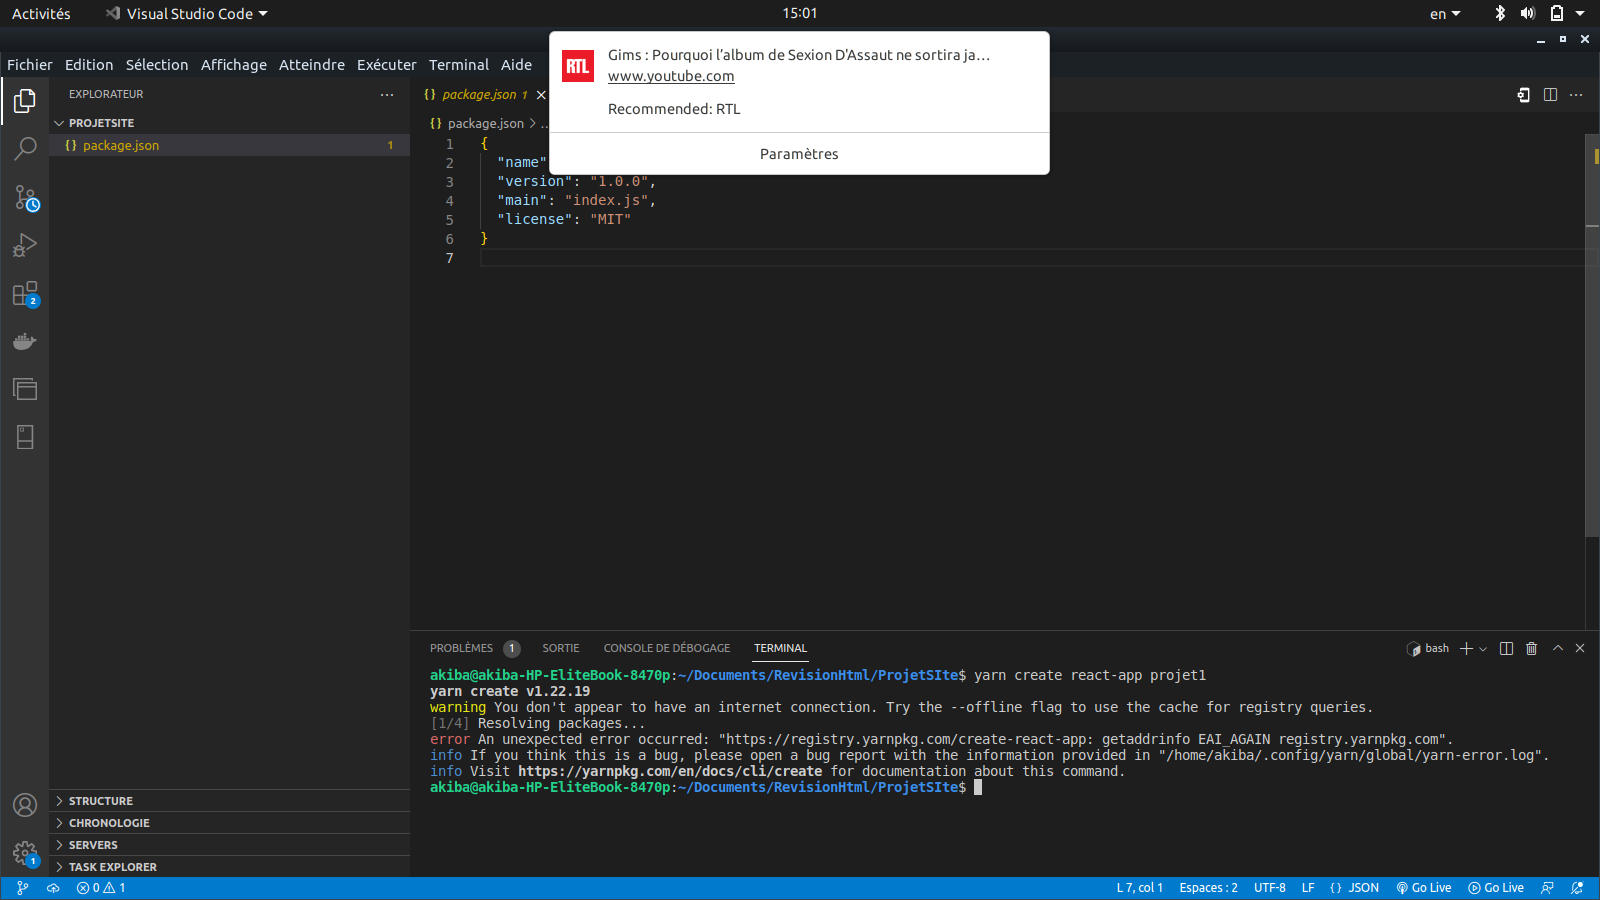 Activités
Visual Studio Code
15:01
en
Fichier Edition Sélection Affichage Atteindre Exécuter Terminal Aide
RTL
Gims : Pourquoi l'album de Sexion D'Assaut ne sortira ja…
www.youtube.com
Recommended: RTL
Paramètres
EXPLORATEUR
PROJETSITE
{} package.json 1
{} package.json 1
{} package.json > ...
1 {
2 "name"
3 "version": "1.0.0",
4 "main": "index.js",
5 "license": "MIT"
6 }
7
2
STRUCTURE
CHRONOLOGIE
SERVERS
TASK EXPLORER
1
PROBLÈMES 1 SORTIE CONSOLE DE DÉBOGAGE TERMINAL
bash
akiba@akiba-HP-EliteBook-8470p:~/Documents/RevisionHtml/ProjetSIte$ yarn create react-app projet1
yarn create v1.22.19
warning You don't appear to have an internet connection. Try the --offline flag to use the cache for registry queries.
[1/4] Resolving packages...
error An unexpected error occurred: "https://registry.yarnpkg.com/create-react-app: getaddrinfo EAI_AGAIN registry.yarnpkg.com".
info If you think this is a bug, please open a bug report with the information provided in "/home/akiba/.config/yarn/global/yarn-error.log".
info Visit https://yarnpkg.com/en/docs/cli/create for documentation about this command.
akiba@akiba-HP-EliteBook-8470p:~/Documents/RevisionHtml/ProjetSIte$
0 1
L 7, col 1 Espaces : 2 UTF-8 LF {} JSON Go Live Go Live